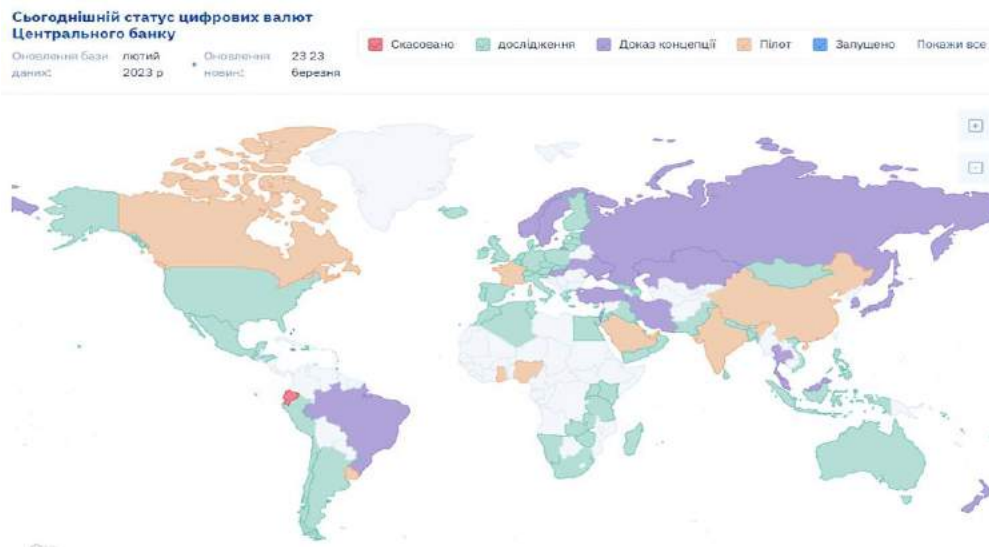 Сьогоднішній статус цифрових валют
Центрального банку
Оновлення бази даних: лютий 2023 р
Оновлення новин: 23 23 березня
Скасовано дослідження Доказ концепції Пілот Запущено Покажи все